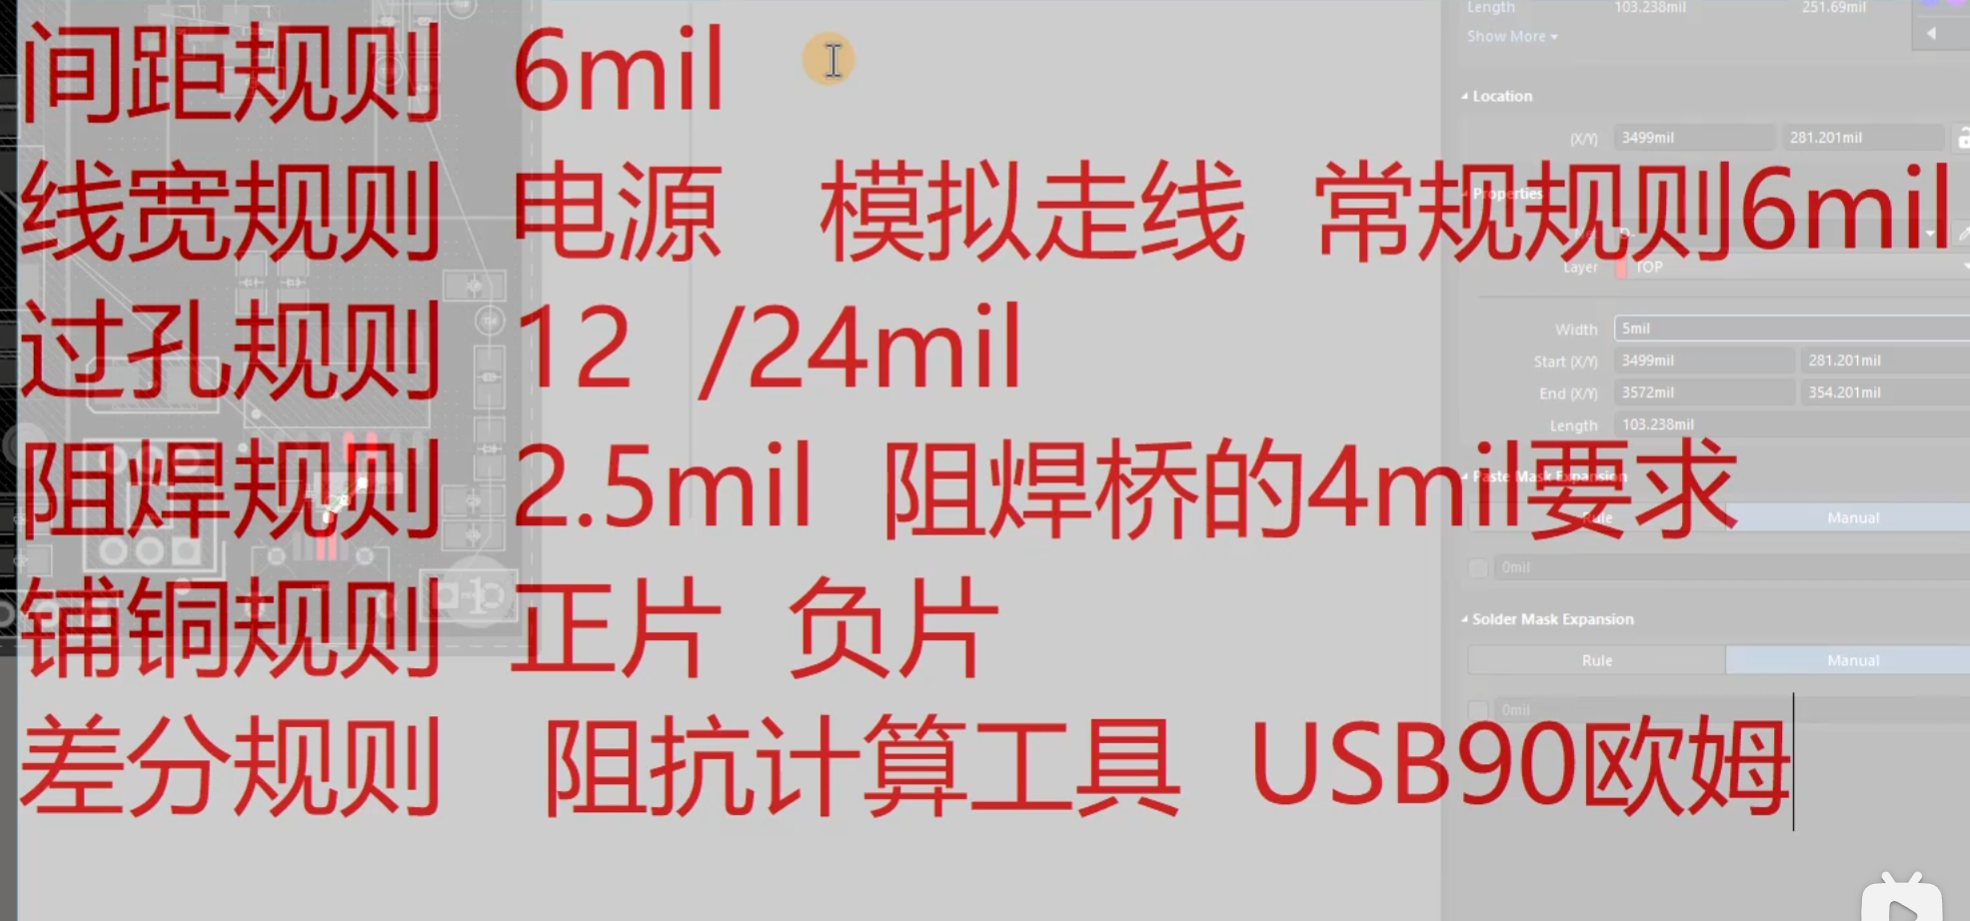 Length 103.238mil 251.69mil
Show More
间距规则 6mil
Location
(X/Y) 3499mil 281.201mil
Properties
线宽规则 电源 模拟走线 常规规则6mil
Layer TOP
过孔规则 12 /24mil
Width 5mil
Start (X/Y) 3499mil 281.201mil
End (X/Y) 3572mil 354.201mil
Length 103.238mil
Paste Mask Expansion
阻焊规则 2.5mil 阻焊桥的4mil要求
Rule Manual
0mil
铺铜规则 正片 负片
Solder Mask Expansion
Rule Manual
0mil
差分规则 阻抗计算工具 USB90欧姆